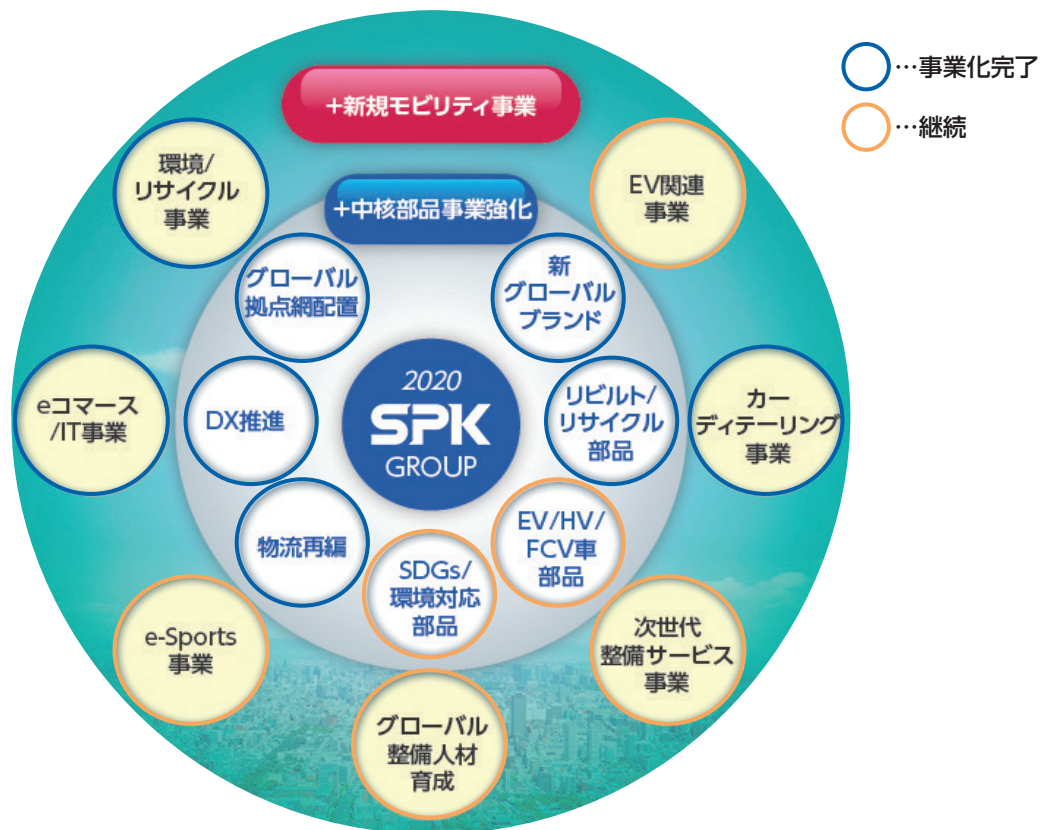 …事業化完了
…継続
+新規モビリティ事業
環境/
リサイクル
事業
EV関連
事業
+中核部品事業強化
グローバル
拠点網配置
新
グローバル
ブランド
eコマース
/IT事業
DX推進
2020
SPK
GROUP
リビルト/
リサイクル
部品
カー
ディテーリング
事業
物流再編
SDGs/
環境対応
部品
EV/HV/
FCV車
部品
e-Sports
事業
グローバル
整備人材
育成
次世代
整備サービス
事業